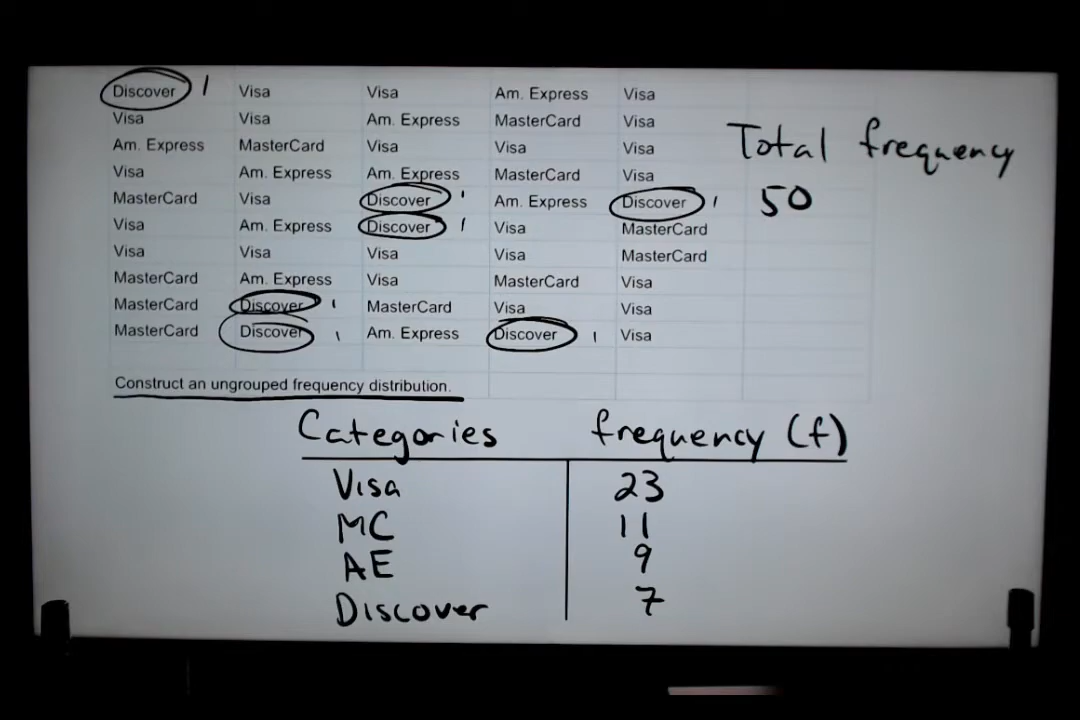 Discover 1 Visa Visa Am. Express Visa
Visa Visa Am. Express MasterCard Visa
Am. Express MasterCard Visa Visa Visa
Visa Am. Express Am. Express MasterCard Visa
MasterCard Visa Discover 1 Am. Express Discover 1
Visa Am. Express Discover 1 Visa MasterCard
Visa Visa Visa Visa MasterCard
MasterCard Am. Express Visa MasterCard Visa
MasterCard Discover 1 MasterCard Visa Visa
MasterCard Discover 1 Am. Express Discover 1 Visa
Total frequency
50
Construct an ungrouped frequency distribution.
Categories frequency (f)
Visa 23
MC 11
AE 9
Discover 7